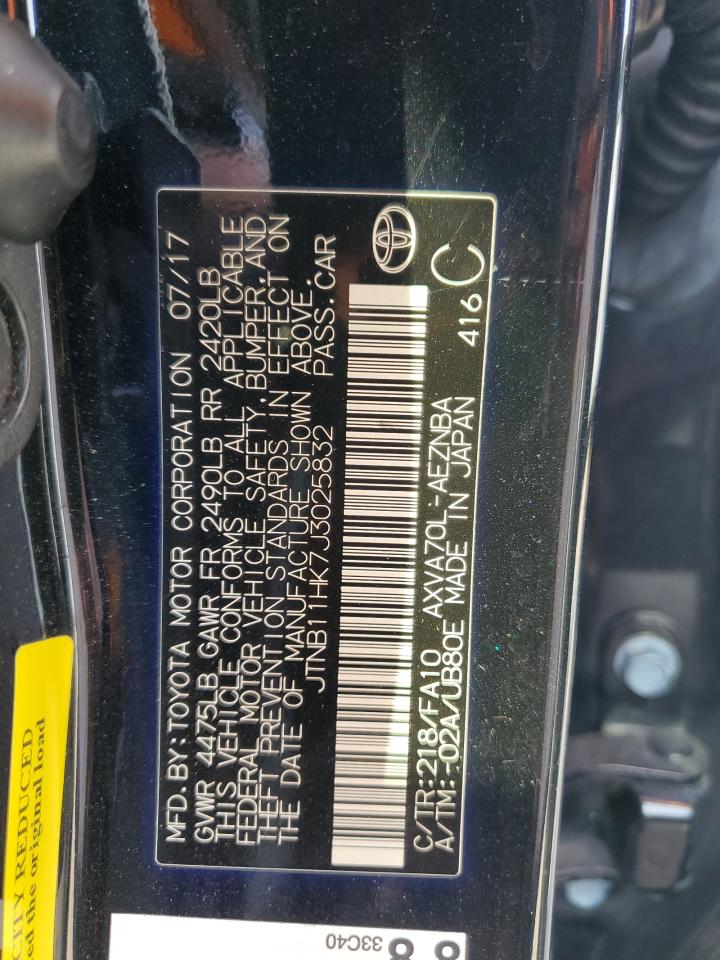 MFD. BY: TOYOTA MOTOR CORPORATION 07/17
GVWR 4475LB GAWR FR 2490LB RR 2420LB
THIS VEHICLE CONFORMS TO ALL APPLICABLE
FEDERAL MOTOR VEHICLE SAFETY, BUMPER, AND
THEFT PREVENTION STANDARDS IN EFFECT ON
THE DATE OF MANUFACTURE SHOWN ABOVE.
JTNB11HK7J3025832 PASS. CAR
C/TR: 218/FA10 AXVA70L-AEZNBA
A/TM: -02A/UB80E MADE IN JAPAN 416 C
CITY REDUCED
the original load
33C40